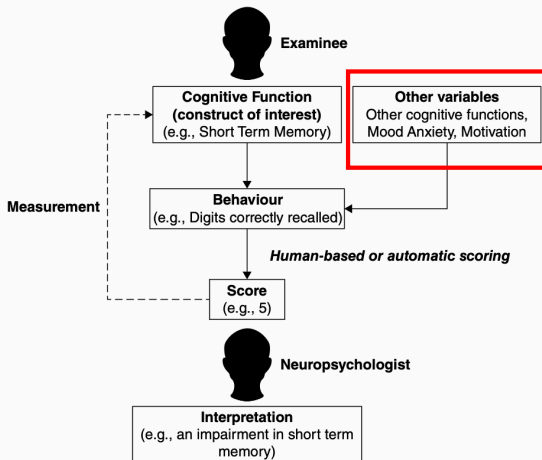 Examinee
Cognitive Function
(construct of interest)
(e.g., Short Term Memory)
Other variables
Other cognitive functions,
Mood Anxiety, Motivation
Measurement
Behaviour
(e.g., Digits correctly recalled)
Human-based or automatic scoring
Score
(e.g., 5)
Neuropsychologist
Interpretation
(e.g., an impairment in short term
memory)